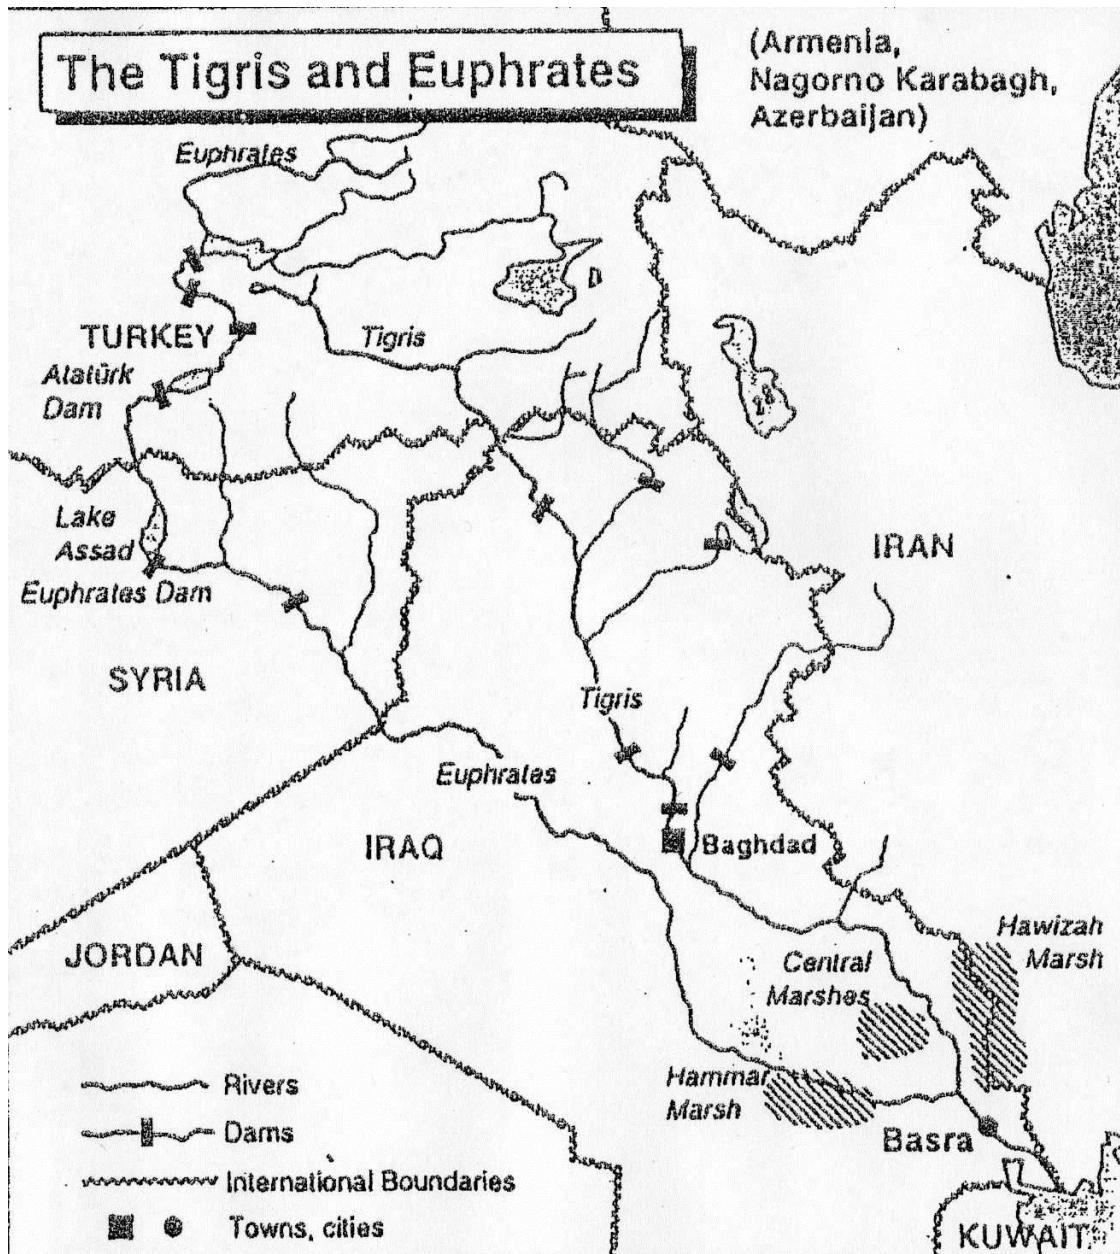 The Tigris and Euphrates
(Armenia,
Nagorno Karabagh,
Azerbaijan)
Euphrates
TURKEY
Tigris
Atatürk
Dam
Lake
Assad
Euphrates Dam
IRAN
SYRIA
Tigris
Euphrates
IRAQ
Baghdad
JORDAN
Hawizah
Marsh
Central
Marshes
Hammar
Marsh
Basra
Rivers
Dams
International Boundaries
Towns, cities
KUWAIT